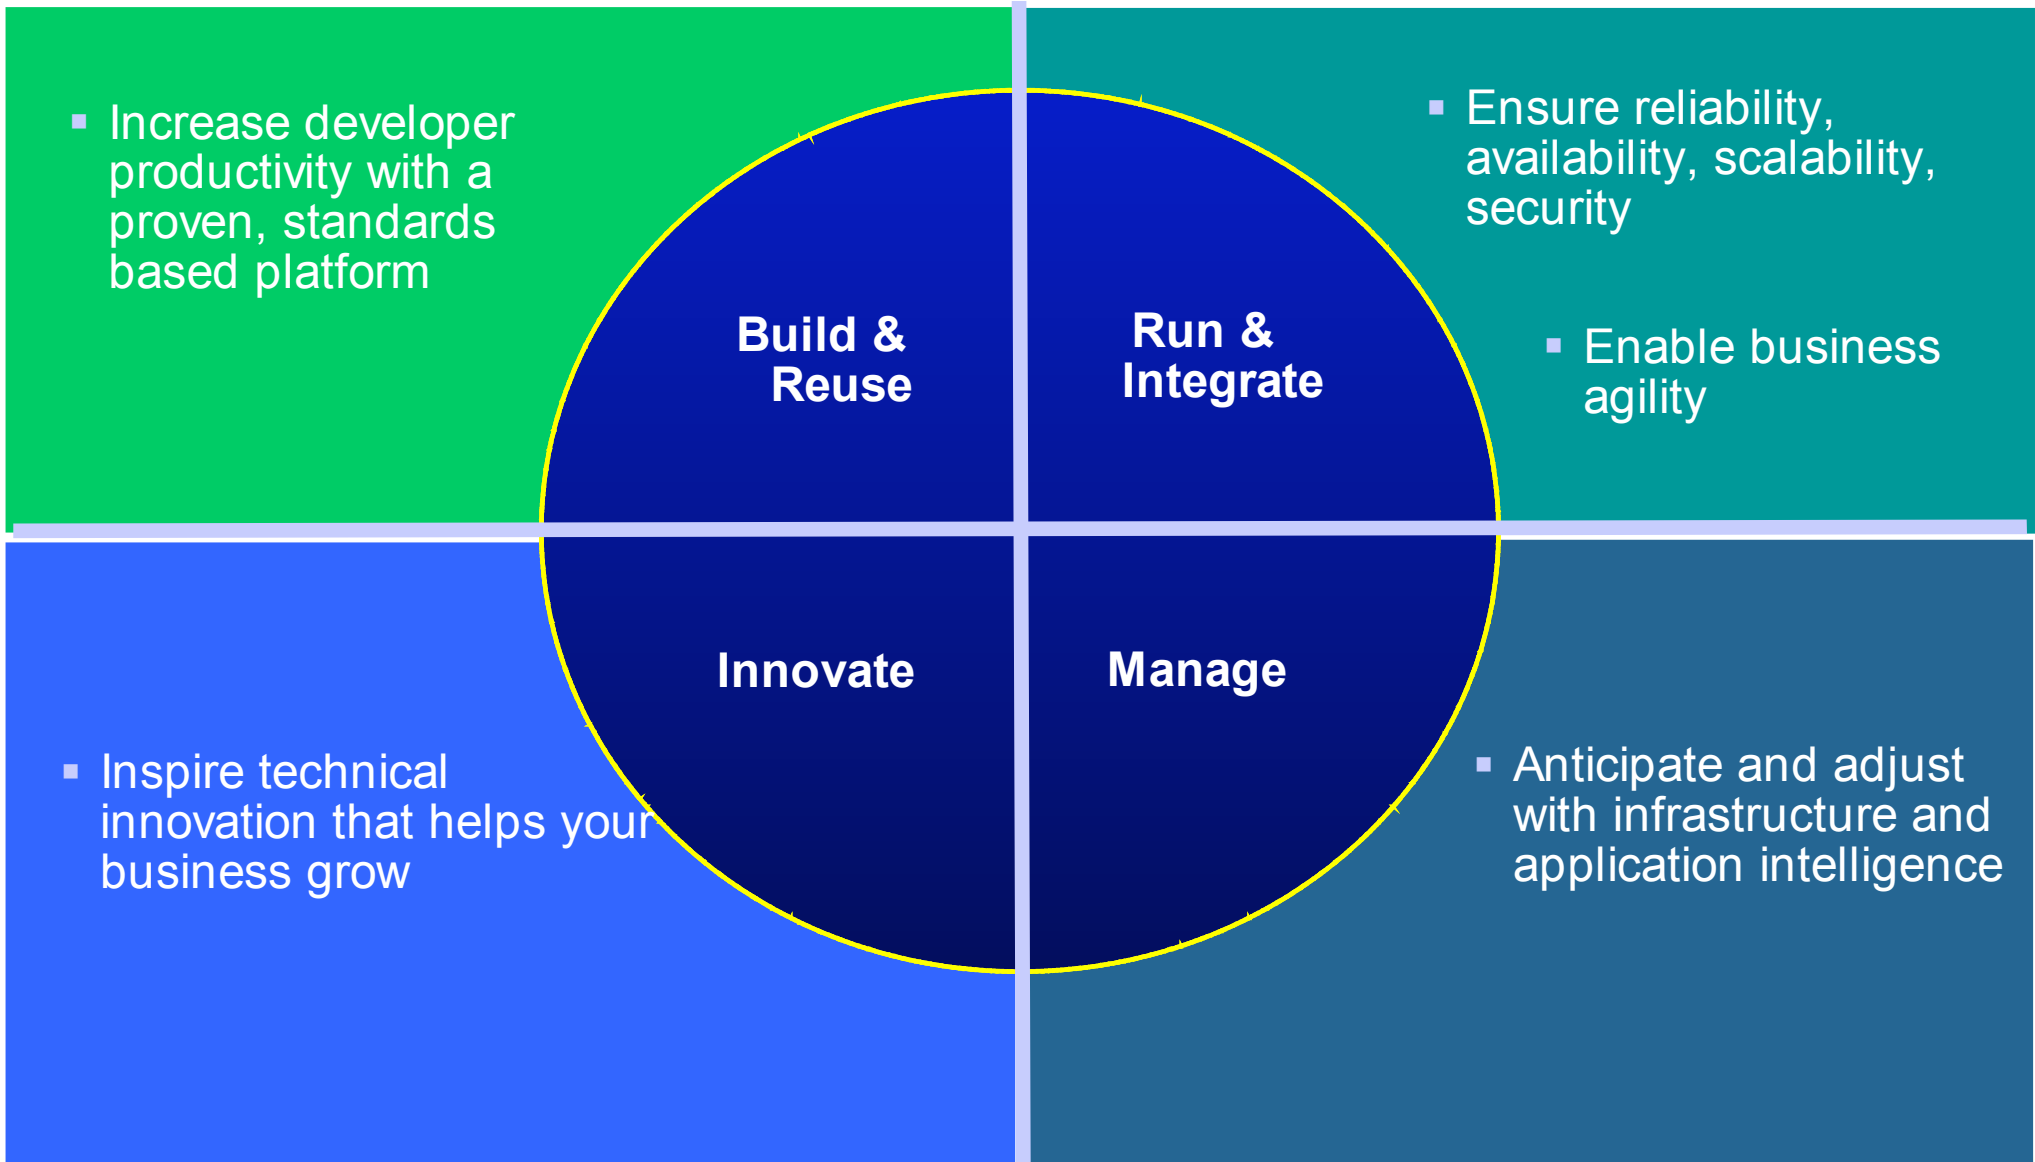 Increase developer
productivity with a
proven, standards
based platform
Ensure reliability,
availability, scalability,
security
Enable business
agility
Build &
Reuse
Run &
Integrate
Innovate
Manage
Inspire technical
innovation that helps your
business grow
Anticipate and adjust
with infrastructure and
application intelligence